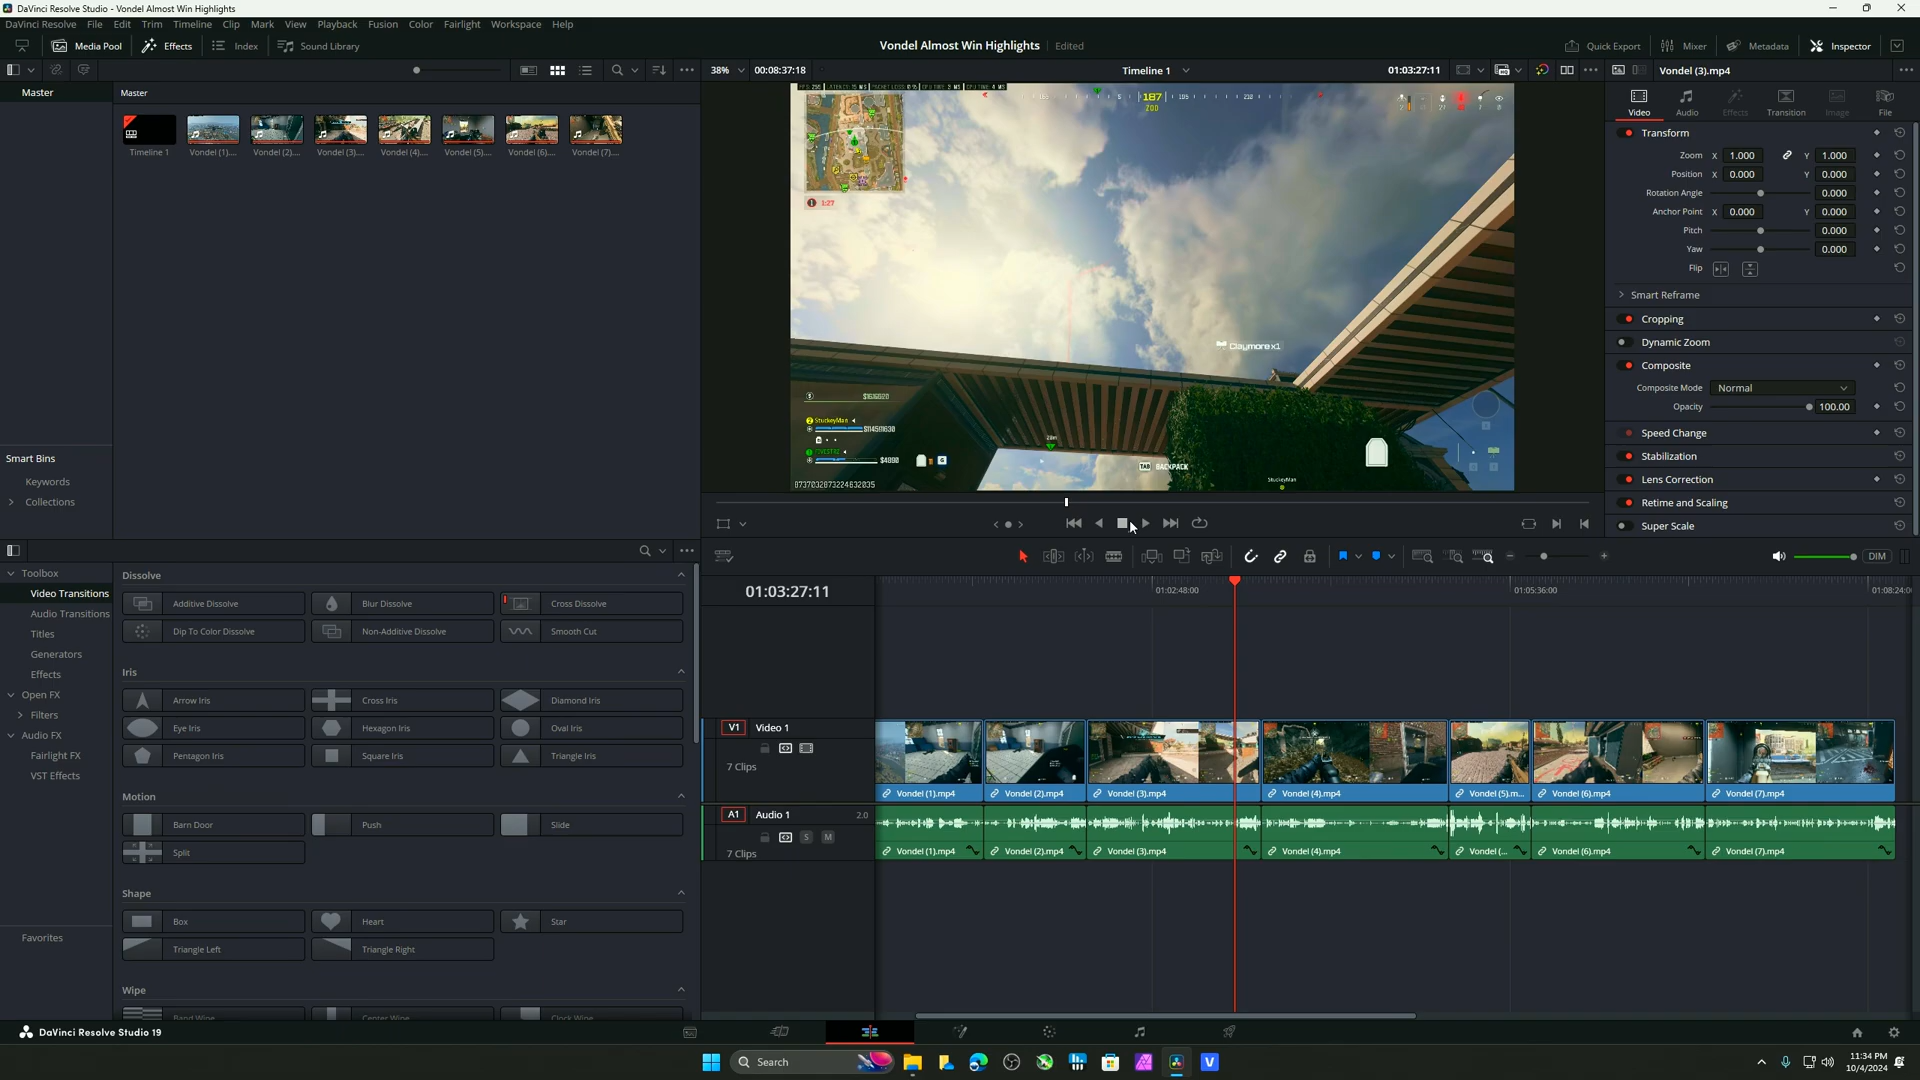 DaVinci Resolve Studio - Vondel Almost Win Highlights
DaVinci Resolve File Edit Trim Timeline Clip Mark View Playback Fusion Color Fairlight Workspace Help
Media Pool Effects Index Sound Library
Vondel Almost Win Highlights Edited
Quick Export Mixer Metadata Inspector
38% 00:08:37:18 Timeline 1 01:03:27:11
Vondel (3).mp4
Master
Master
Timeline 1 Vondel (1).... Vondel (2).... Vondel (3).... Vondel (4).... Vondel (5).... Vondel (6).... Vondel (7)....
Smart Bins
Keywords
Collections
187
200
1:27
Claymore x1
StuckeyMan
$4890
28m
TAB BACKPACK
StuckeyMan
Video Audio Effects Transition Image File
Transform
Zoom X 1.000 Y 1.000
Position X 0.000 Y 0.000
Rotation Angle 0.000
Anchor Point X 0.000 Y 0.000
Pitch 0.000
Yaw 0.000
Flip
Smart Reframe
Cropping
Dynamic Zoom
Composite
Composite Mode Normal
Opacity 100.00
Speed Change
Stabilization
Lens Correction
Retime and Scaling
Super Scale
Toolbox
Video Transitions
Audio Transitions
Titles
Generators
Effects
Open FX
Filters
Audio FX
Fairlight FX
VST Effects
Favorites
Dissolve
Additive Dissolve Blur Dissolve Cross Dissolve
Dip To Color Dissolve Non-Additive Dissolve Smooth Cut
Iris
Arrow Iris Cross Iris Diamond Iris
Eye Iris Hexagon Iris Oval Iris
Pentagon Iris Square Iris Triangle Iris
Motion
Barn Door Push Slide
Split
Shape
Box Heart Star
Triangle Left Triangle Right
Wipe
Band Wipe Center Wipe Clock Wipe
DIM
01:03:27:11
01:02:48:00 01:05:36:00 01:08:24:0
V1 Video 1
7 Clips
Vondel (1).mp4 Vondel (2).mp4 Vondel (3).mp4 Vondel (4).mp4 Vondel (5).m... Vondel (6).mp4 Vondel (7).mp4
A1 Audio 1 2.0
S M
7 Clips
Vondel (1).mp4 Vondel (2).mp4 Vondel (3).mp4 Vondel (4).mp4 Vondel (... Vondel (6).mp4 Vondel (7).mp4
DaVinci Resolve Studio 19
Search
11:34 PM
10/4/2024